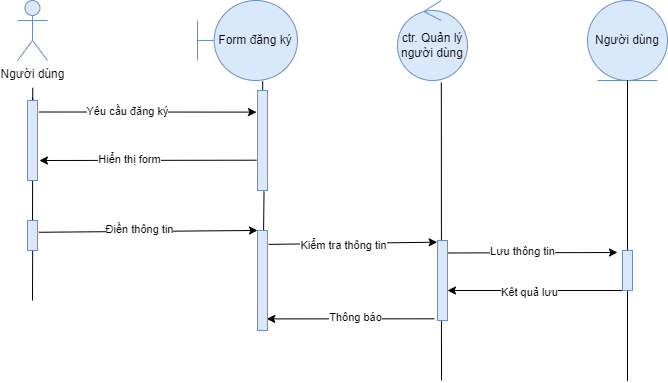 Người dùng
Form đăng ký
ctr. Quản lý
người dùng
Người dùng
Yêu cầu đăng ký
Hiển thị form
Điền thông tin
Kiểm tra thông tin
Lưu thông tin
Kêt quả lưu
Thông báo